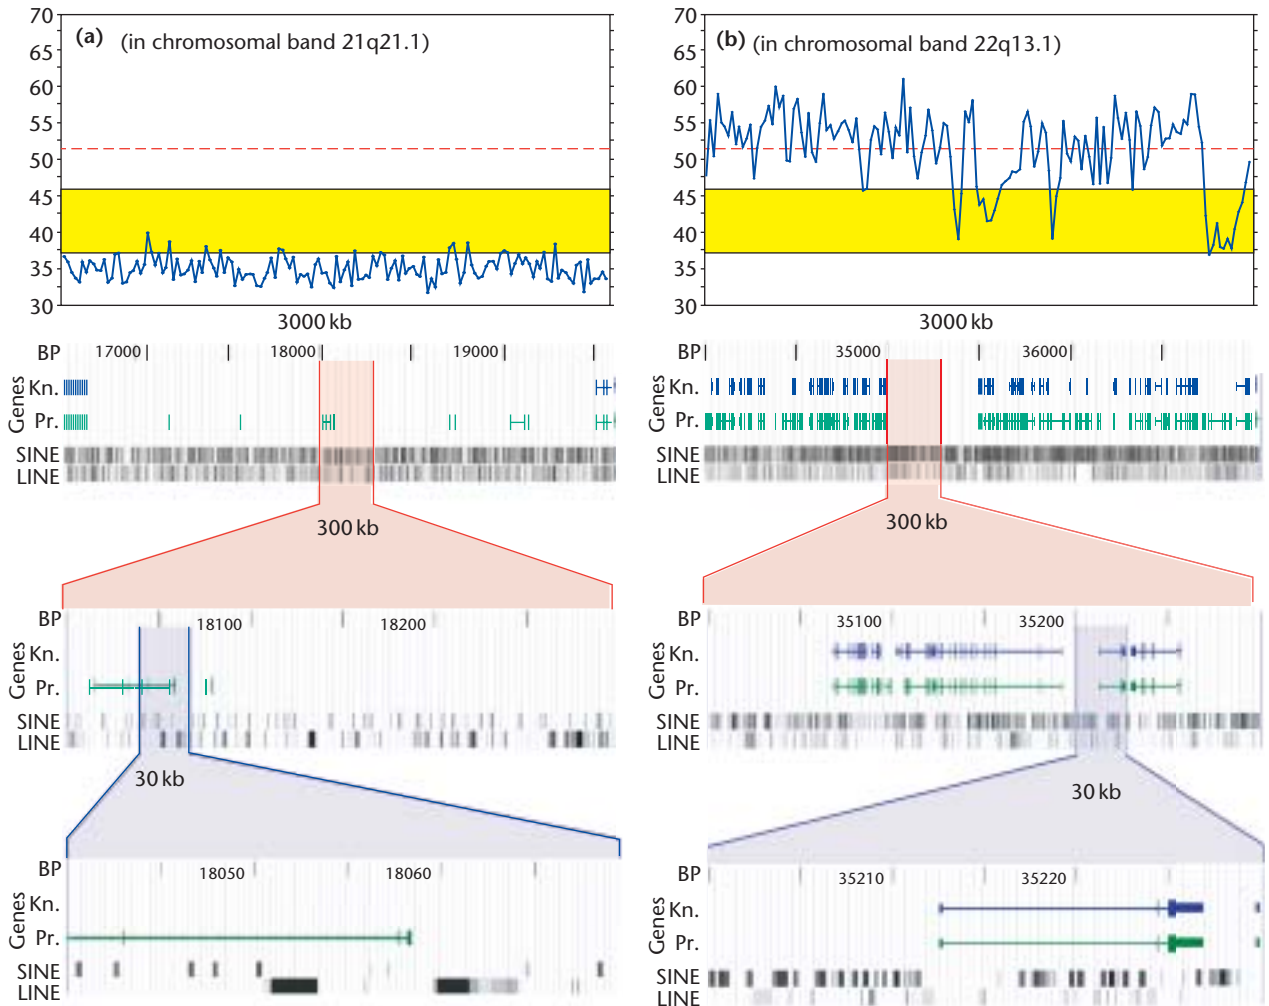 (a) (in chromosomal band 21q21.1)
70
65
60
55
50
45
40
35
30
3000 kb
BP 17000 18000 19000
Genes
Kn.
Pr.
SINE
LINE
300 kb
BP 18100 18200
Genes
Kn.
Pr.
SINE
LINE
30 kb
BP 18050 18060
Genes
Kn.
Pr.
SINE
LINE
(b) (in chromosomal band 22q13.1)
70
65
60
55
50
45
40
35
30
3000 kb
BP 35000 36000
Genes
Kn.
Pr.
SINE
LINE
300 kb
BP 35100 35200
Genes
Kn.
Pr.
SINE
LINE
30 kb
BP 35210 35220
Genes
Kn.
Pr.
SINE
LINE